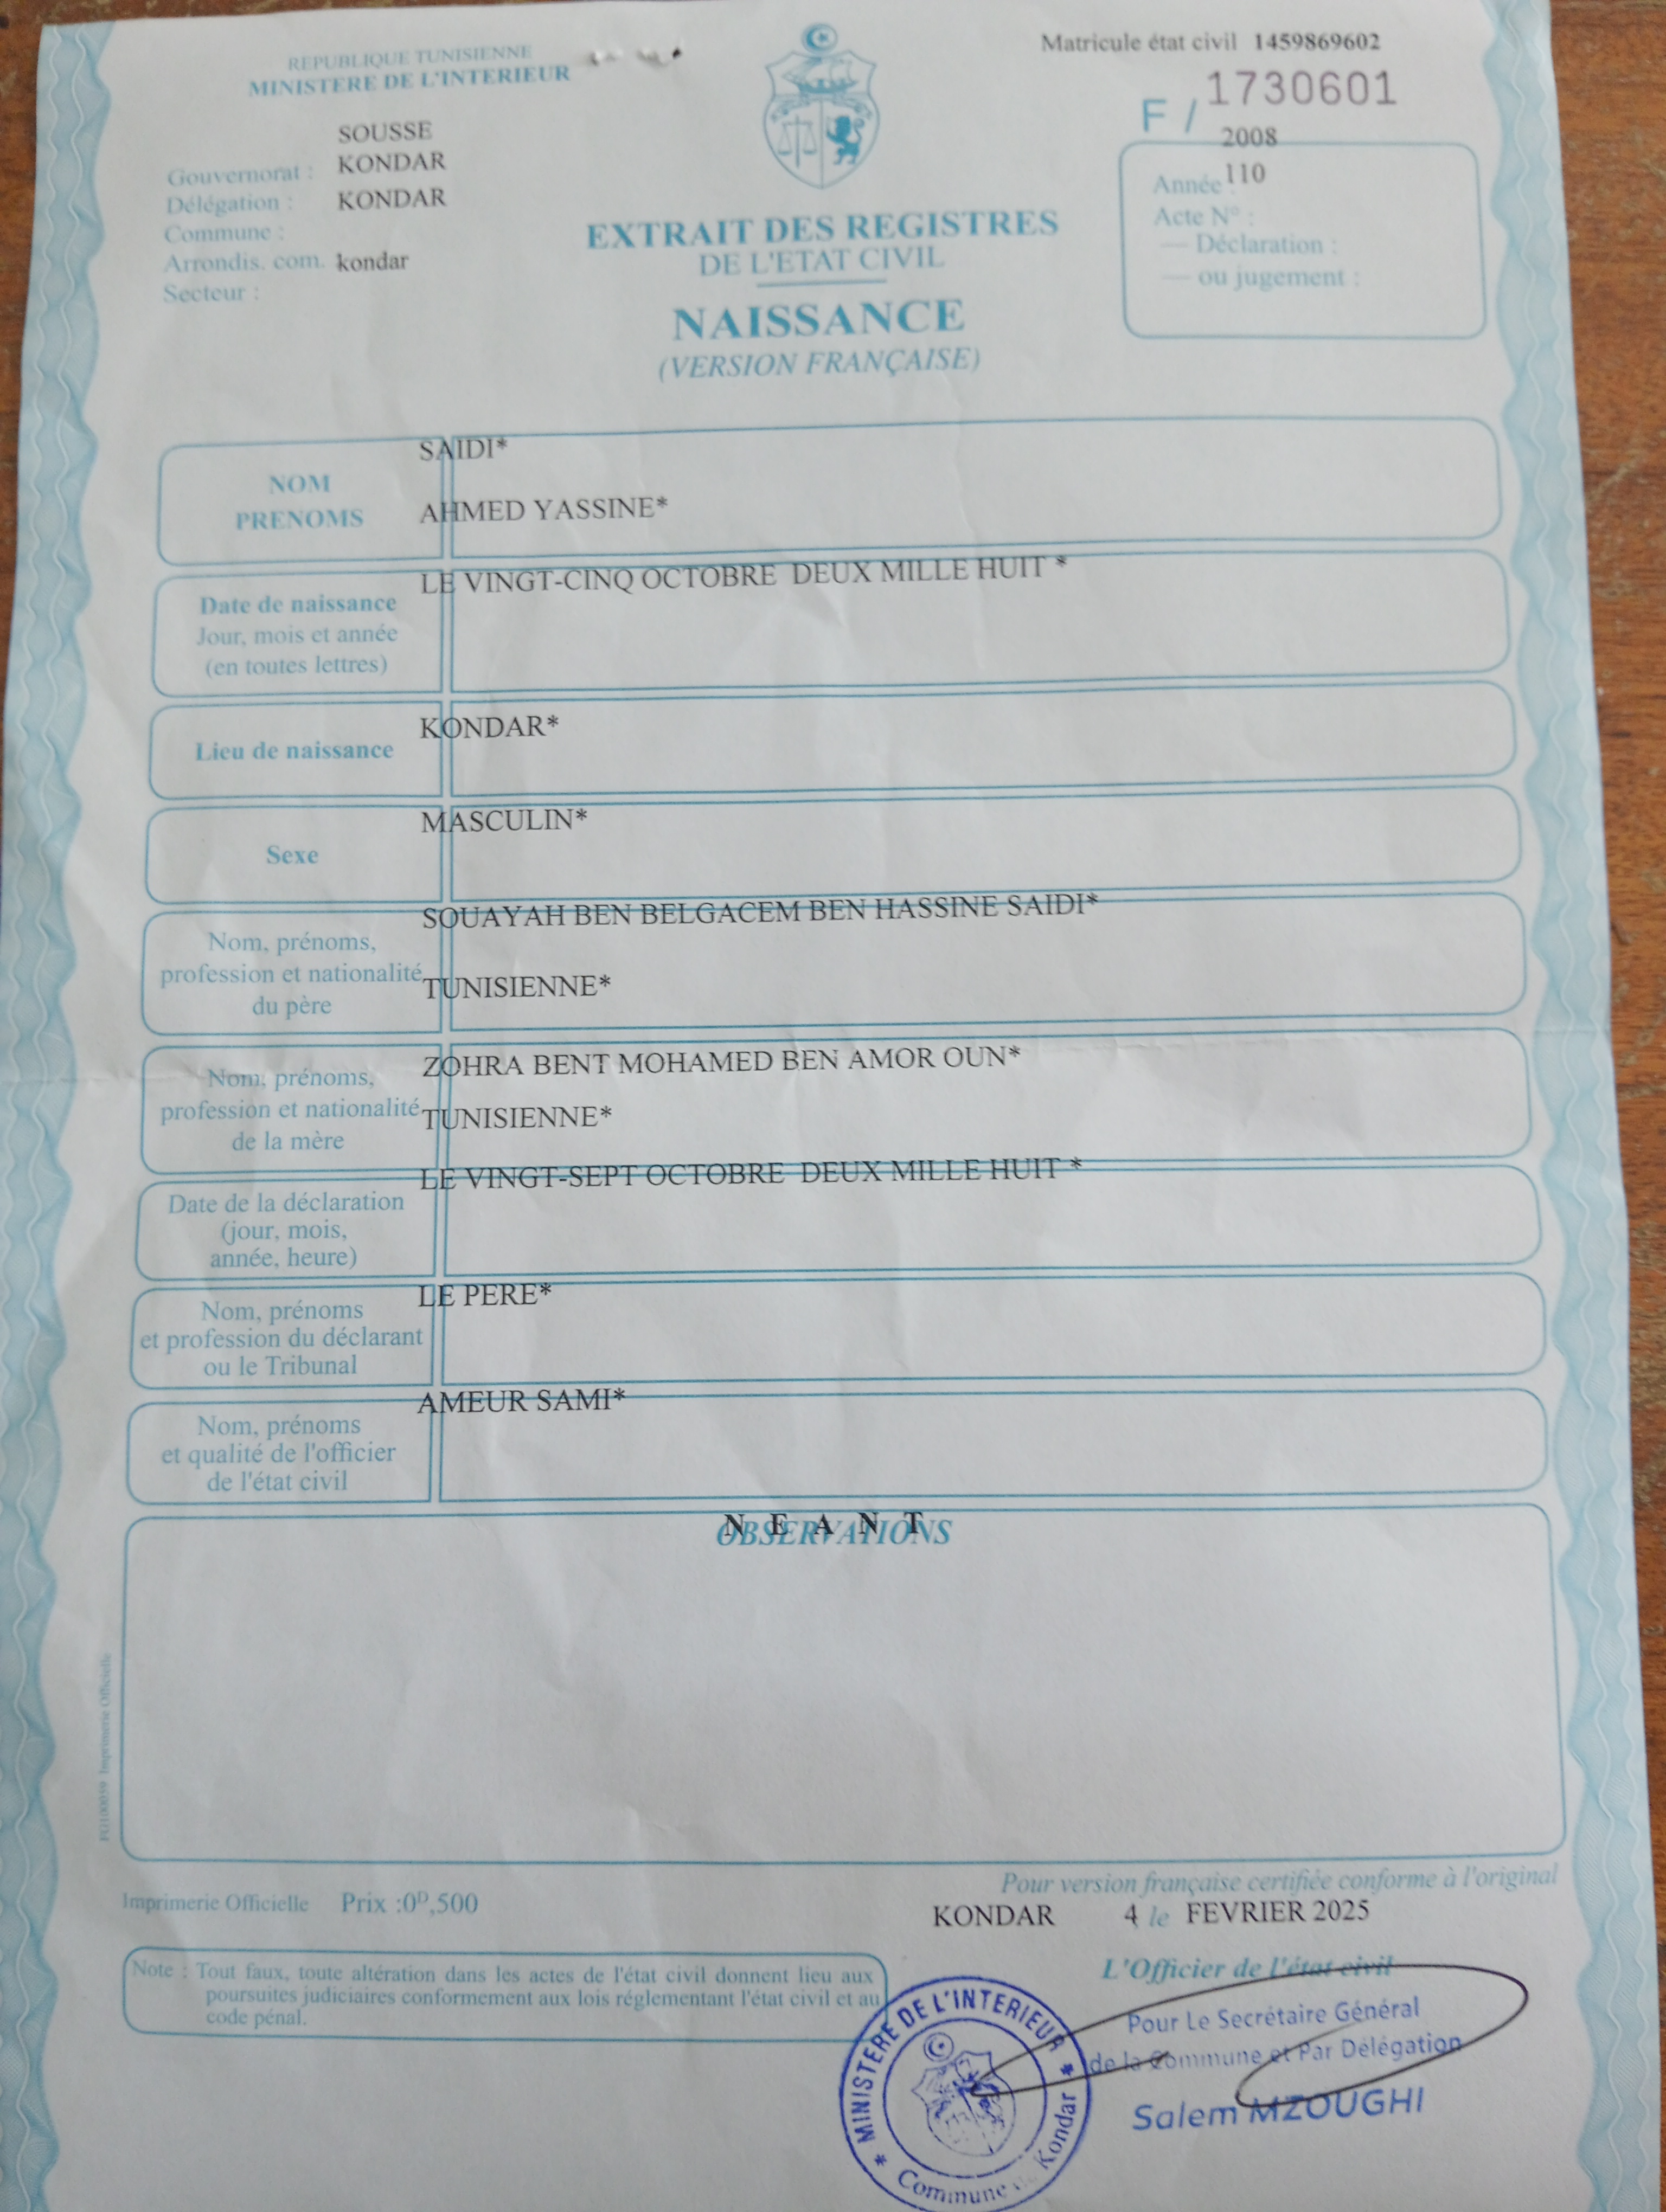 REPUBLIQUE TUNISIENNE
MINISTERE DE L'INTERIEUR
Matricule état civil 1459869602
F / 1730601
2008
SOUSSE
Gouvernorat : KONDAR
Délégation : KONDAR
Commune :
Arrondis. com. kondar
Secteur :
Année : 110
Acte N° :
— Déclaration :
— ou jugement :
EXTRAIT DES REGISTRES
DE L'ETAT CIVIL
NAISSANCE
(VERSION FRANÇAISE)
SAIDI*
NOM
PRENOMS
AHMED YASSINE*
LE VINGT-CINQ OCTOBRE DEUX MILLE HUIT *
Date de naissance
Jour, mois et année
(en toutes lettres)
KONDAR*
Lieu de naissance
MASCULIN*
Sexe
SOUAYAH BEN BELGACEM BEN HASSINE SAIDI*
Nom, prénoms,
profession et nationalité
du père
TUNISIENNE*
ZOHRA BENT MOHAMED BEN AMOR OUN*
Nom, prénoms,
profession et nationalité
de la mère
TUNISIENNE*
LE VINGT-SEPT OCTOBRE DEUX MILLE HUIT *
Date de la déclaration
(jour, mois,
année, heure)
LE PERE*
Nom, prénoms
et profession du déclarant
ou le Tribunal
AMEUR SAMI*
Nom, prénoms
et qualité de l'officier
de l'état civil
N E A N T
OBSERVATIONS
Imprimerie Officielle
Imprimerie Officielle Prix :0D,500
Pour version française certifiée conforme à l'original
KONDAR 4 le FEVRIER 2025
L'Officier de l'état civil
Note : Tout faux, toute altération dans les actes de l'état civil donnent lieu aux
poursuites judiciaires conformement aux lois réglementant l'état civil et au
code pénal.
Pour Le Secrétaire Général
de la Commune et Par Délégation
Salem MZOUGHI
* MINISTERE DE L'INTERIEUR *
Commune Kondar